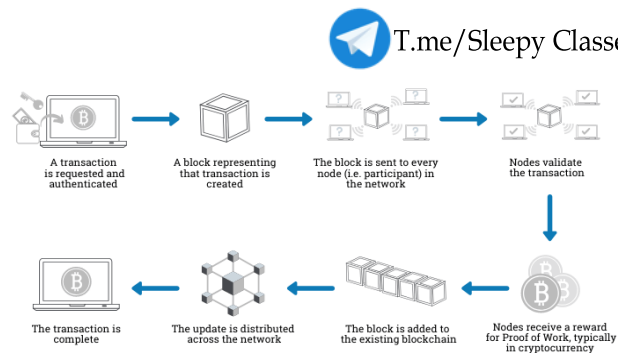 T.me/Sleepy Classe
A transaction
is requested and
authenticated
A block representing
that transaction is
created
The block is sent to every
node (i.e. participant) in
the network
Nodes validate
the transaction
The transaction is
complete
The update is distributed
across the network
The block is added to
the existing blockchain
Nodes receive a reward
for Proof of Work, typically
in cryptocurrency